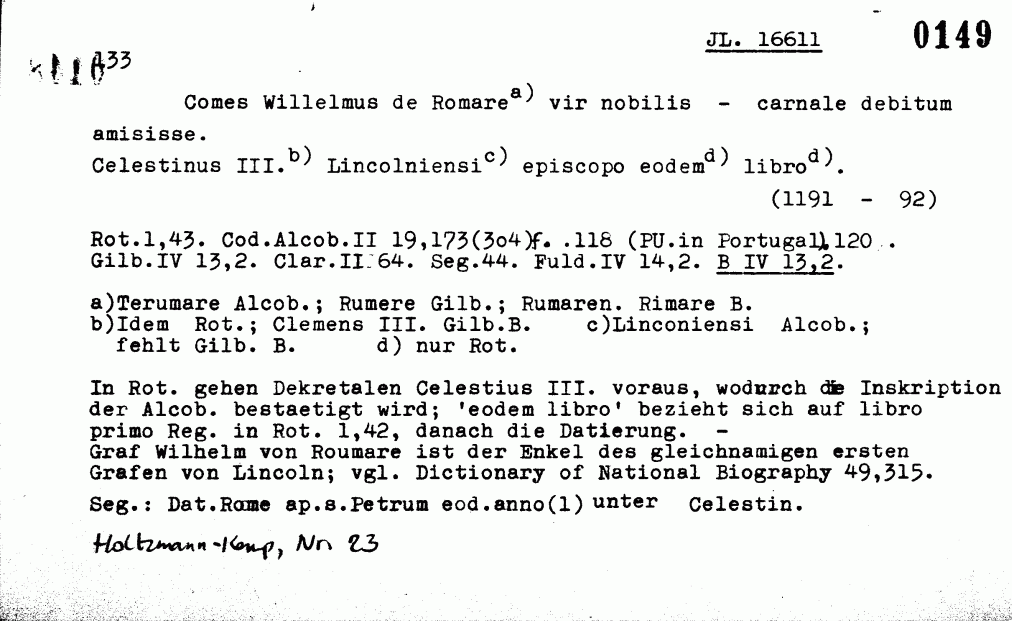 JL. 16611 0149
133
Comes Willelmus de Romare a) vir nobilis - carnale debitum
amisisse.
Celestinus III. b) Lincolniensi c) episcopo eodem d) libro d).
(1191 - 92)
Rot.1,43. Cod.Alcob.II 19,173(3o4)f. .118 (PU.in Portugal) 120 .
Gilb.IV 13,2. Clar.II.64. Seg.44. Fuld.IV 14,2. B IV 13,2.
a)Terumare Alcob.; Rumere Gilb.; Rumaren. Rimare B.
b)Idem Rot.; Clemens III. Gilb.B. c)Linconiensi Alcob.;
fehlt Gilb. B. d) nur Rot.
In Rot. gehen Dekretalen Celestius III. voraus, wodurch die Inskription
der Alcob. bestaetigt wird; 'eodem libro' bezieht sich auf libro
primo Reg. in Rot. 1,42, danach die Datierung. -
Graf Wilhelm von Roumare ist der Enkel des gleichnamigen ersten
Grafen von Lincoln; vgl. Dictionary of National Biography 49,315.
Seg.: Dat.Rome ap.s.Petrum eod.anno(1) unter Celestin.
Holtzmann-Kemp, Nr. 23